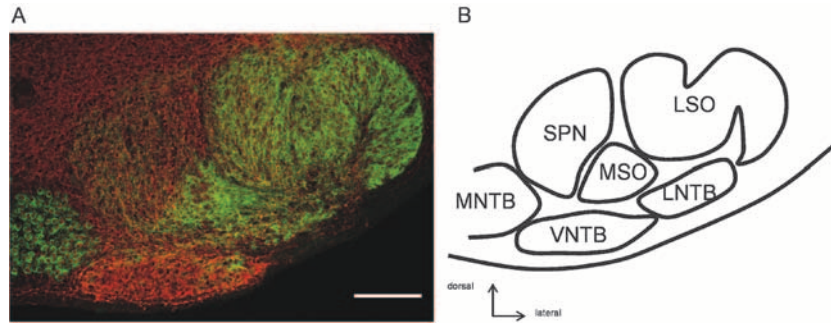 A
B
SPN
LSO
MSO
MNTB
LNTB
VNTB
dorsal
lateral